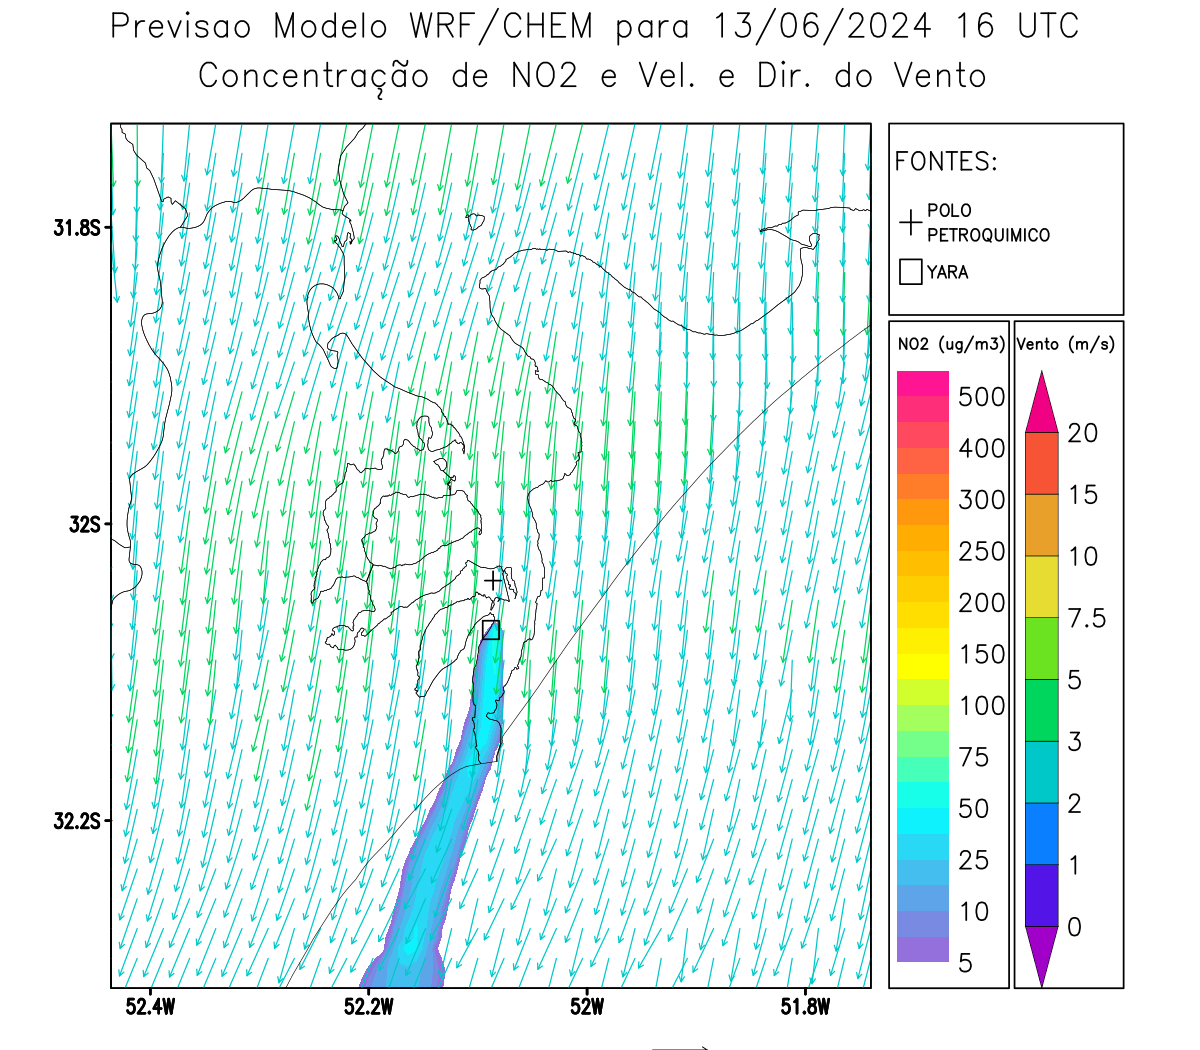 Previsao Modelo WRF/CHEM para 13/06/2024 16 UTC
Concentração de NO2 e Vel. e Dir. do Vento
FONTES:
POLO
PETROQUIMICO
YARA
31.8S
32S
32.2S
52.4W
52.2W
52W
51.8W
NO2 (ug/m3)
500
400
300
250
200
150
100
75
50
25
10
5
Vento (m/s)
20
15
10
7.5
5
3
2
1
0